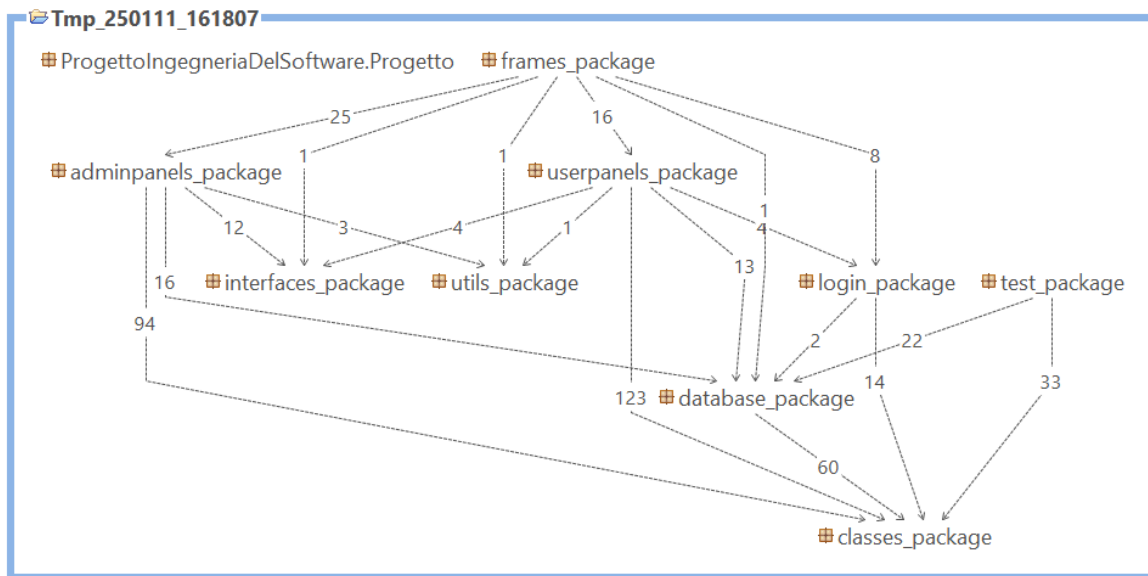 Tmp_250111_161807
ProgettoIngegneriaDelSoftware.Progetto frames_package
25 16
1 1 8
adminpanels_package userpanels_package
1
12 3 4 1 4
13
16 interfaces_package utils_package login_package test_package
94
2 22
14 33
123 database_package
60
classes_package